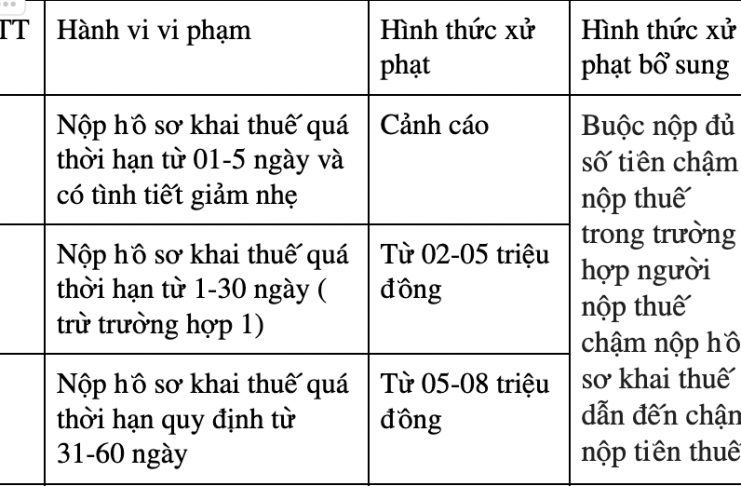 TT
Hành vi vi phạm
Hình thức xử
phạt
Hình thức xử
phạt bổ sung
Nộp hồ sơ khai thuế quá
thời hạn từ 01-5 ngày và
có tình tiết giảm nhẹ
Cảnh cáo
Nộp hồ sơ khai thuế quá
thời hạn từ 1-30 ngày (
trừ trường hợp 1)
Từ 02-05 triệu
đồng
Nộp hồ sơ khai thuế quá
thời hạn quy định từ
31-60 ngày
Từ 05-08 triệu
đồng
Buộc nộp đủ
số tiền chậm
nộp thuế
trong trường
hợp người
nộp thuế
chậm nộp hồ
sơ khai thuế
dẫn đến chậm
nộp tiền thuế